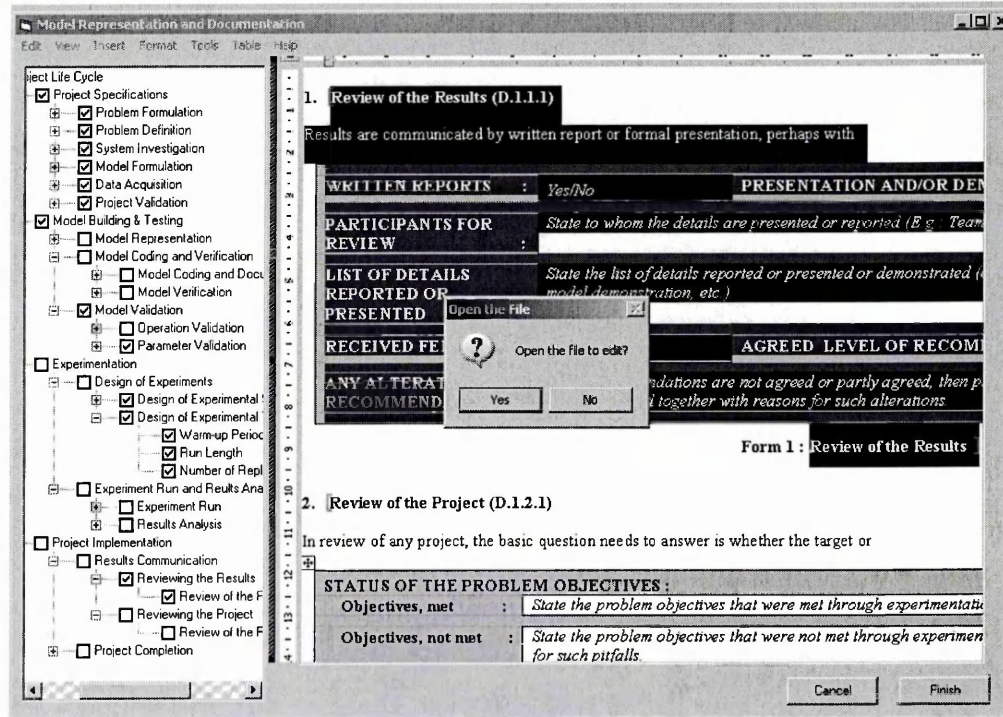 Model Representation and Documentation
Edit View Insert Format Tools Table Help
ject Life Cycle
Project Specifications
Problem Formulation
Problem Definition
System Investigation
Model Formulation
Data Acquisition
Project Validation
Model Building & Testing
Model Representation
Model Coding and Verification
Model Coding and Docu
Model Verification
Model Validation
Operation Validation
Parameter Validation
Experimentation
Design of Experiments
Design of Experimental
Design of Experimental
Warm-up Period
Run Length
Number of Repl
Experiment Run and Reults Ana
Experiment Run
Results Analysis
Project Implementation
Results Communication
Reviewing the Results
Review of the F
Reviewing the Project
Review of the F
Project Completion
1. Review of the Results (D.1.1.1)
Results are communicated by written report or formal presentation, perhaps with
WRITTEN REPORTS : Yes/No PRESENTATION AND/OR DEM
PARTICIPANTS FOR REVIEW : State to whom the details are presented or reported (E.g : Team
LIST OF DETAILS REPORTED OR PRESENTED State the list of details reported or presented or demonstrated (
model demonstration, etc.)
RECEIVED FE AGREED LEVEL OF RECOM
ANY ALTERAT ndations are not agreed or partly agreed, then p
RECOMMEND together with reasons for such alterations.
Open the File
Open the file to edit?
Yes No
Form 1 : Review of the Results
2. Review of the Project (D.1.2.1)
In review of any project, the basic question needs to answer is whether the target or
STATUS OF THE PROBLEM OBJECTIVES :
Objectives, met : State the problem objectives that were met through experimentatio
Objectives, not met : State the problem objectives that were not met through experimen
for such pitfalls.
Cancel Finish